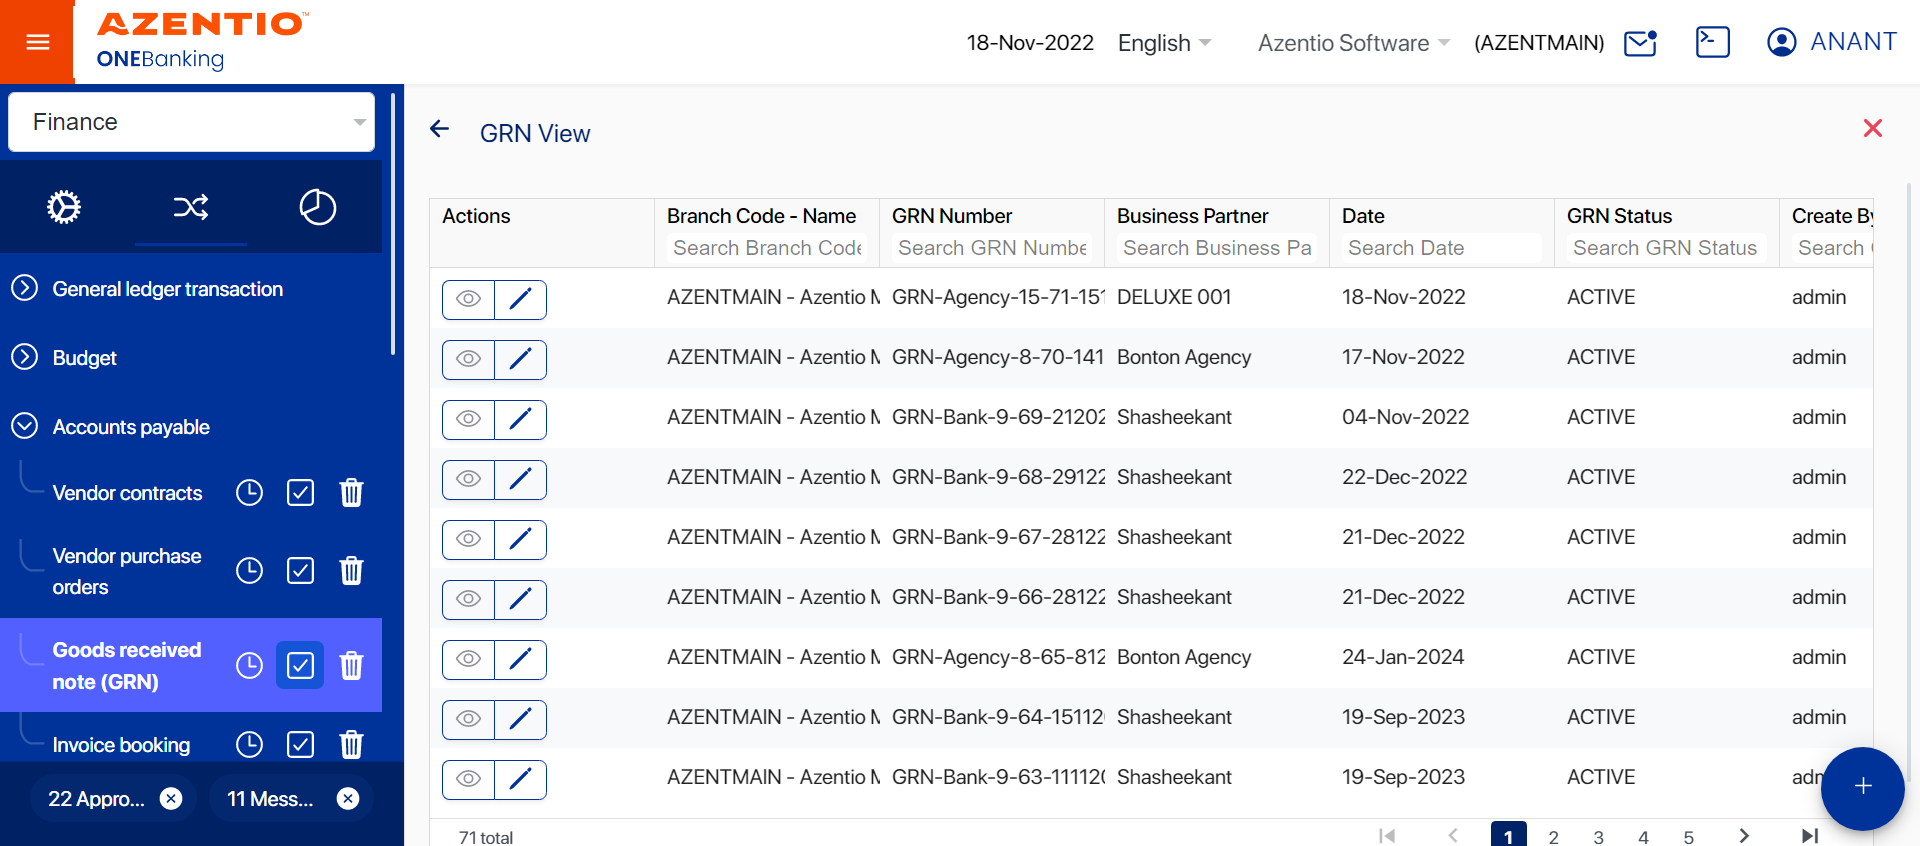 AZENTIO™
ONEBanking
18-Nov-2022 English Azentio Software (AZENTMAIN) ANANT
Finance
General ledger transaction
Budget
Accounts payable
Vendor contracts
Vendor purchase
orders
Goods received
note (GRN)
Invoice booking
22 Appro...
11 Mess...
GRN View
Actions Branch Code - Name GRN Number Business Partner Date GRN Status Create By
Search Branch Code Search GRN Numbe Search Business Pa Search Date Search GRN Status Search
AZENTMAIN - Azentio M GRN-Agency-15-71-151 DELUXE 001 18-Nov-2022 ACTIVE admin
AZENTMAIN - Azentio M GRN-Agency-8-70-141 Bonton Agency 17-Nov-2022 ACTIVE admin
AZENTMAIN - Azentio M GRN-Bank-9-69-21202 Shasheekant 04-Nov-2022 ACTIVE admin
AZENTMAIN - Azentio M GRN-Bank-9-68-29122 Shasheekant 22-Dec-2022 ACTIVE admin
AZENTMAIN - Azentio M GRN-Bank-9-67-28122 Shasheekant 21-Dec-2022 ACTIVE admin
AZENTMAIN - Azentio M GRN-Bank-9-66-28122 Shasheekant 21-Dec-2022 ACTIVE admin
AZENTMAIN - Azentio M GRN-Agency-8-65-812 Bonton Agency 24-Jan-2024 ACTIVE admin
AZENTMAIN - Azentio M GRN-Bank-9-64-15112 Shasheekant 19-Sep-2023 ACTIVE admin
AZENTMAIN - Azentio M GRN-Bank-9-63-11112 Shasheekant 19-Sep-2023 ACTIVE adm
71 total 1 2 3 4 5